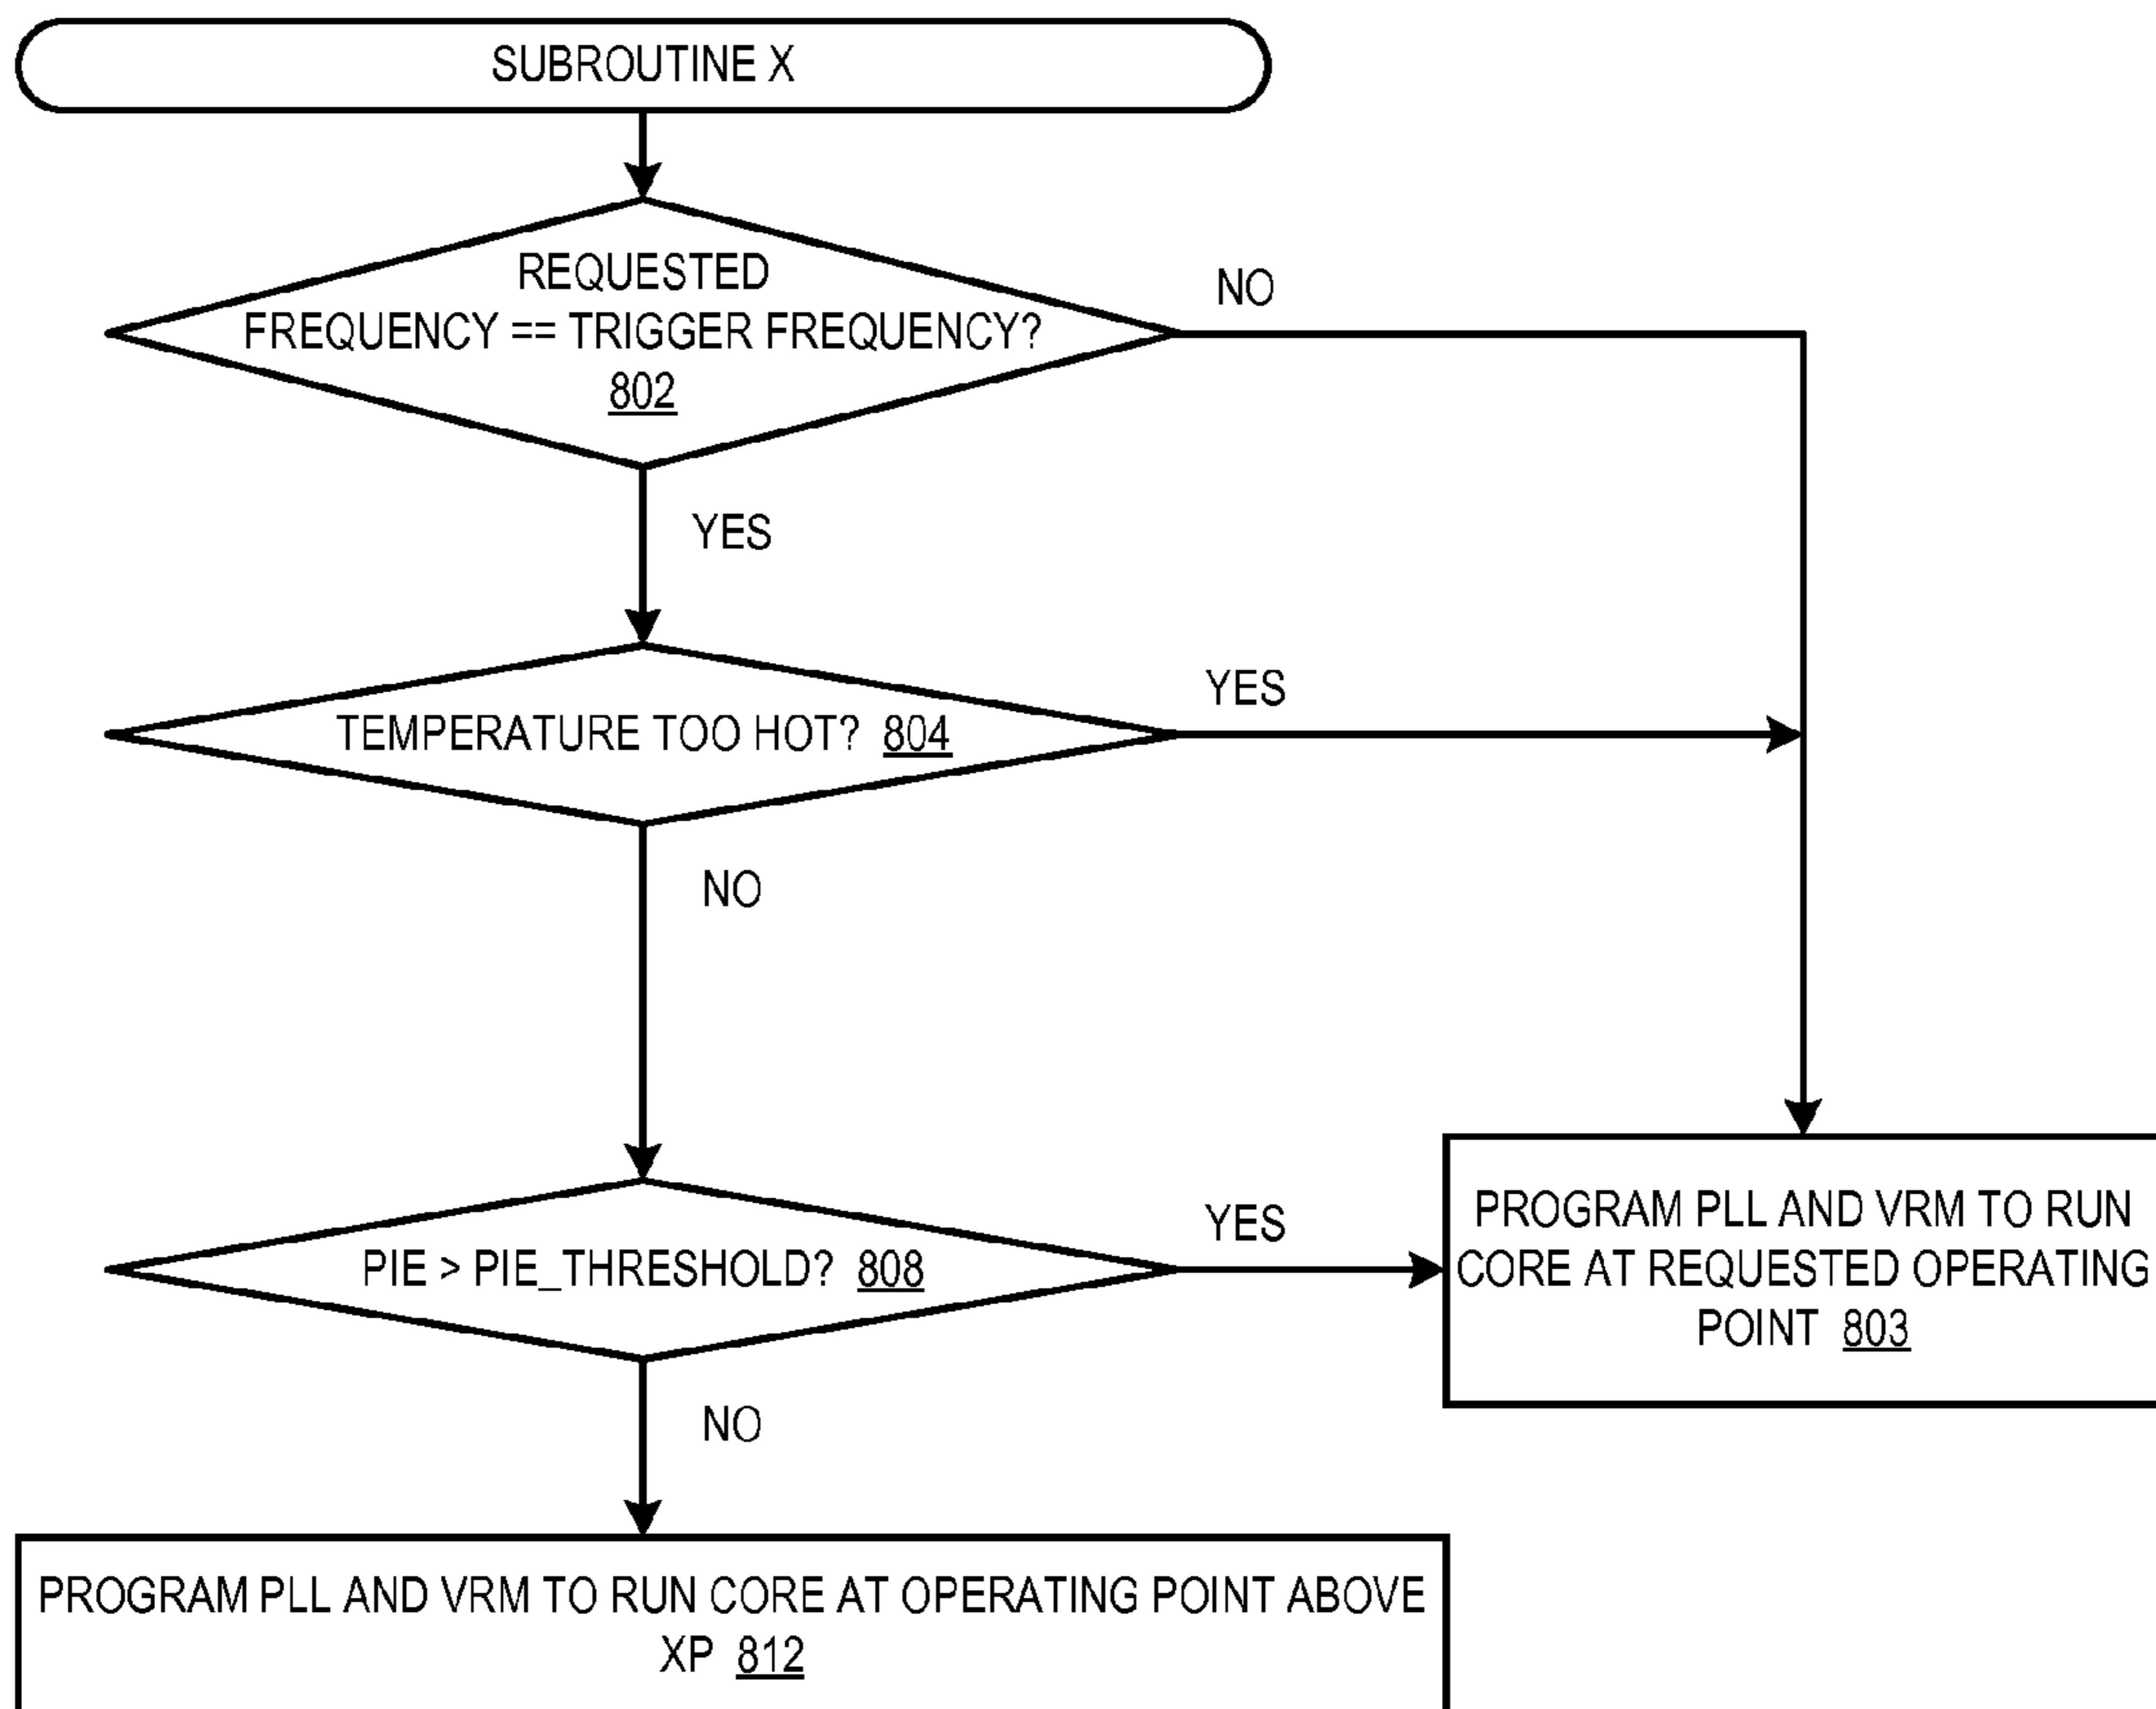 SUBROUTINE X
REQUESTED
FREQUENCY == TRIGGER FREQUENCY?
802
NO
YES
TEMPERATURE TOO HOT? 804
YES
NO
PIE > PIE_THRESHOLD? 808
YES
PROGRAM PLL AND VRM TO RUN
CORE AT REQUESTED OPERATING
POINT 803
NO
PROGRAM PLL AND VRM TO RUN CORE AT OPERATING POINT ABOVE
XP 812